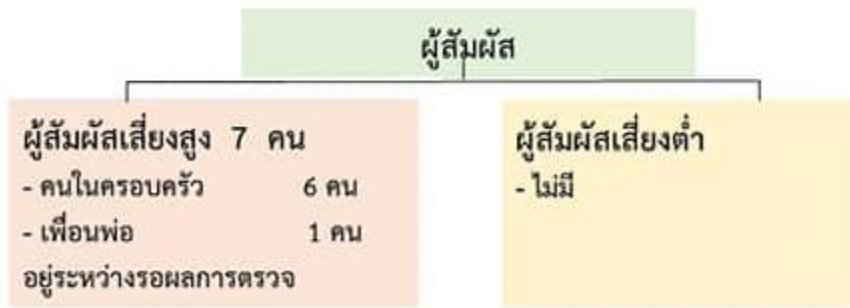 ผู้สัมผัส
ผู้สัมผัสเสี่ยงสูง 7 คน
- คนในครอบครัว 6 คน
- เพื่อนพ่อ 1 คน
อยู่ระหว่างรอผลการตรวจ
ผู้สัมผัสเสี่ยงต่ำ
- ไม่มี